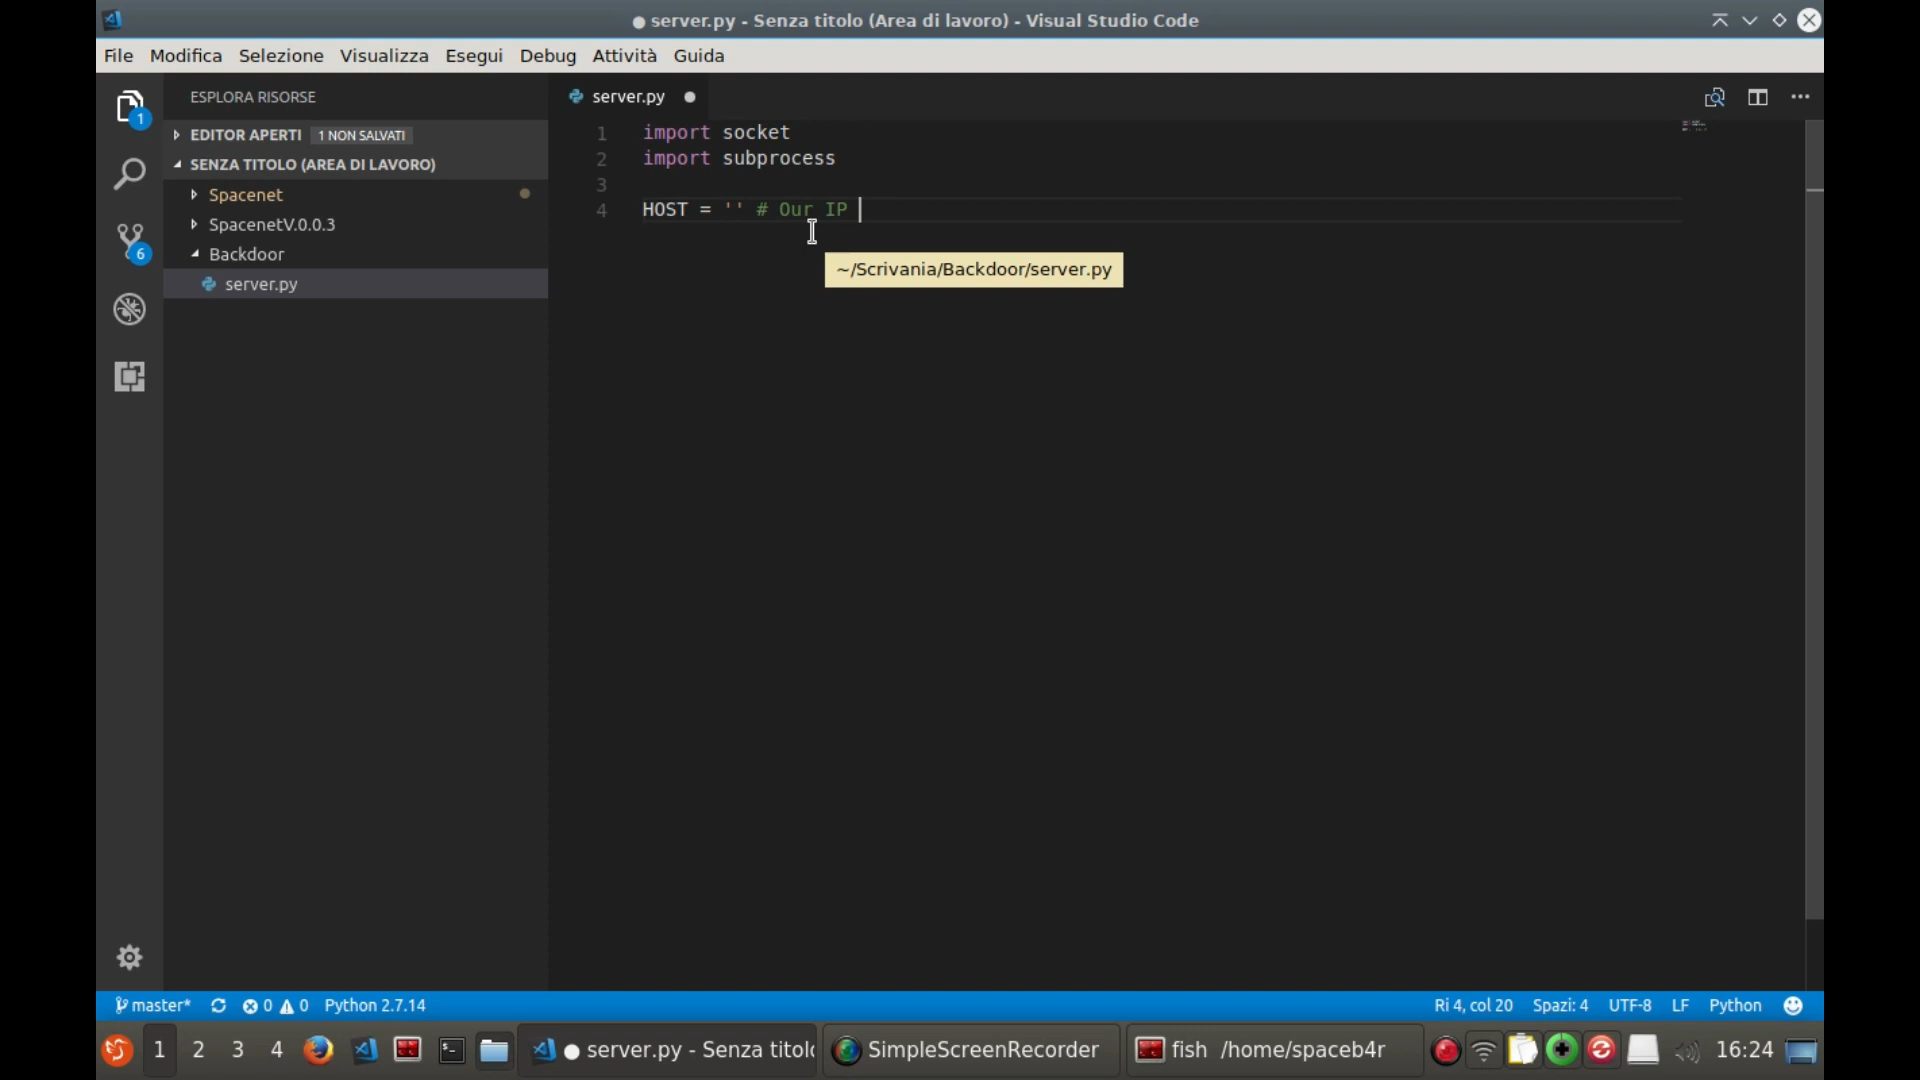 ● server.py - Senza titolo (Area di lavoro) - Visual Studio Code
File Modifica Selezione Visualizza Esegui Debug Attività Guida
ESPLORA RISORSE
1
EDITOR APERTI 1 NON SALVATI
SENZA TITOLO (AREA DI LAVORO)
Spacenet
SpacenetV.0.0.3
6
Backdoor
server.py
server.py
1 import socket
2 import subprocess
3
4 HOST = '' # Our IP
~/Scrivania/Backdoor/server.py
master* 0 0 Python 2.7.14 Ri 4, col 20 Spazi: 4 UTF-8 LF Python
1 2 3 4 ● server.py - Senza titolo SimpleScreenRecorder fish /home/spaceb4r 16:24